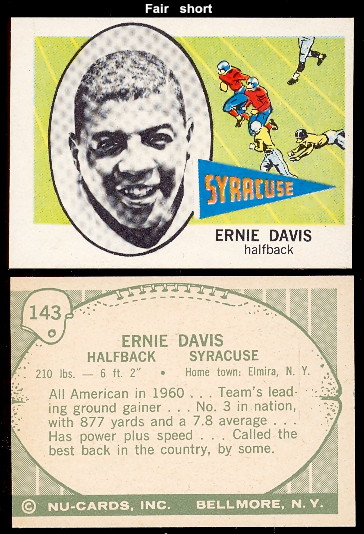 Fair short
SYRACUSE
ERNIE DAVIS
halfback
143
ERNIE DAVIS
HALFBACK SYRACUSE
210 lbs. — 6 ft. 2" • Home town: Elmira, N. Y.
All American in 1960 . . . Team's lead-
ing ground gainer . . . No. 3 in nation,
with 877 yards and a 7.8 average . . .
Has power plus speed . . . Called the
best back in the country, by some.
© NU-CARDS, INC. BELLMORE, N. Y.